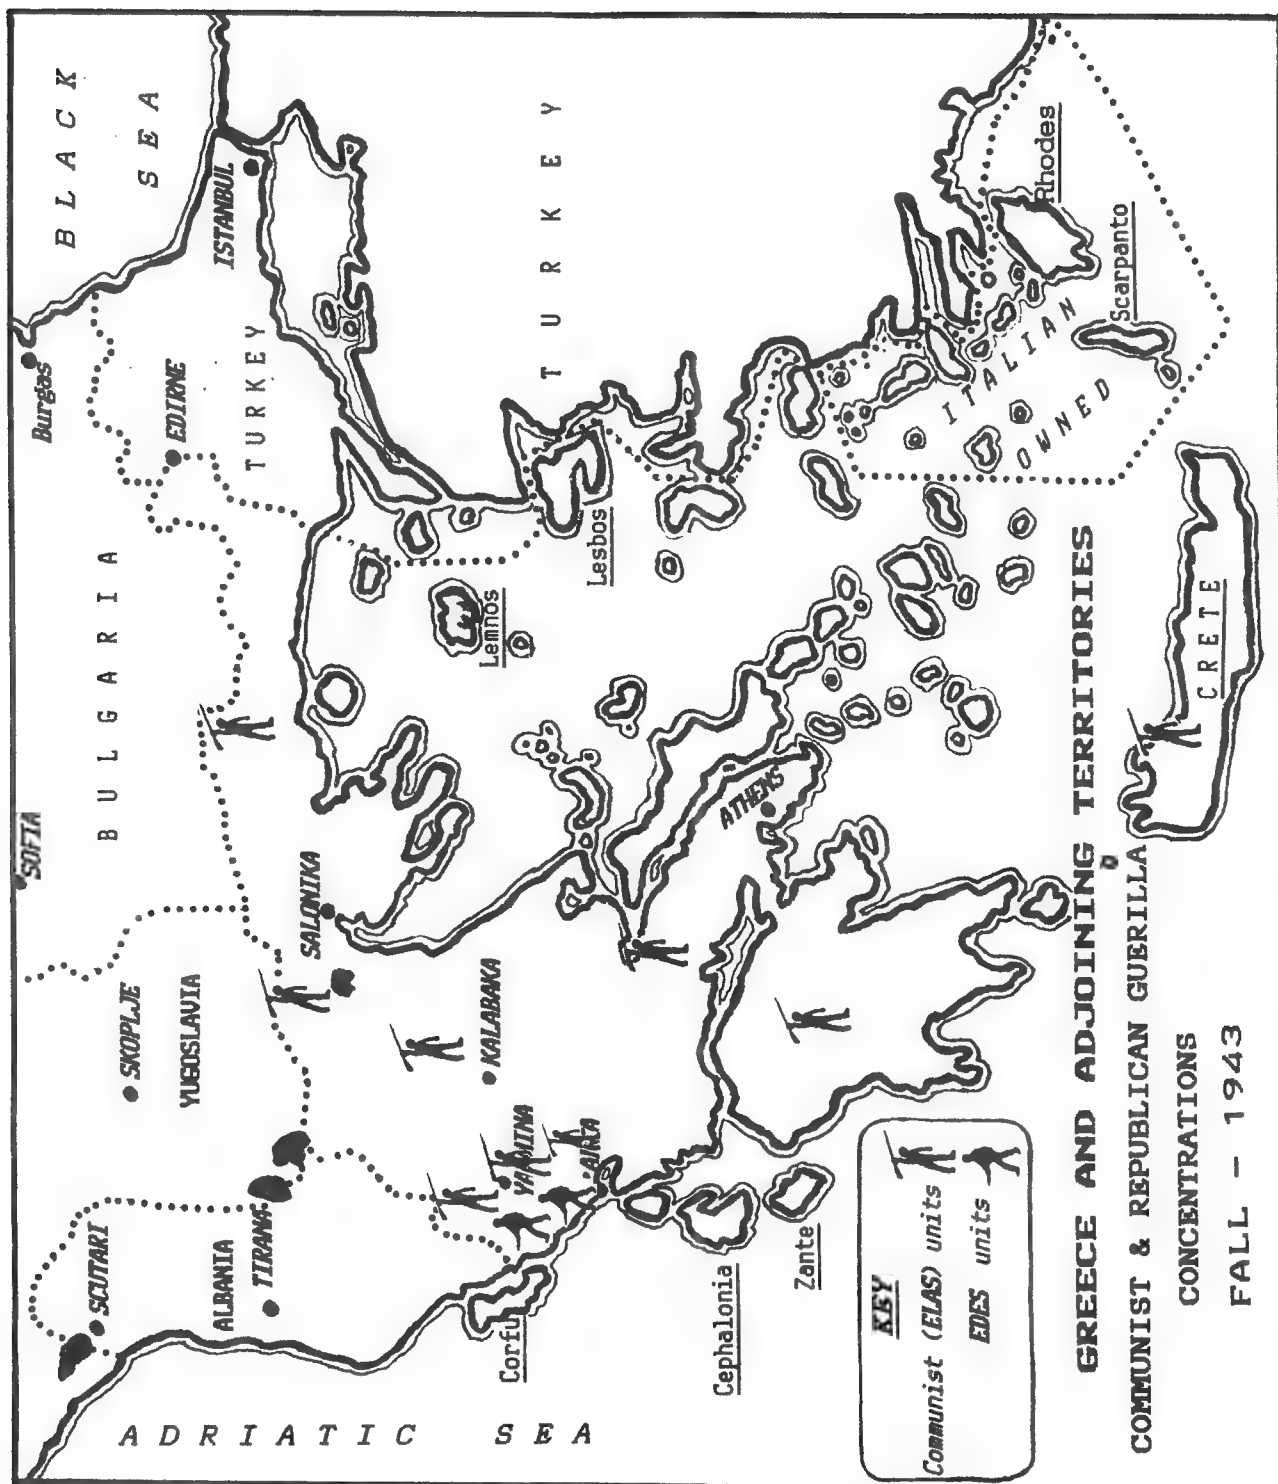 BLACK
SEA
Burgas
ISTANBUL
EDIRNE
TURKEY
TURKEY
BULGARIA
SOFIA
SKOPLJE
YUGOSLAVIA
SALONIKA
SCUTARI
ALBANIA
TIRANA
KALABAKA
YANNINA
ARTA
ATHENS
Lemnos
Lesbos
Rhodes
Scarpanto
ITALIAN
OWNED
CRETE
Corfu
Cephalonia
Zante
ADRIATIC SEA
KEY
Communist (ELAS) units
EDES units
GREECE AND ADJOINING TERRITORIES
COMMUNIST & REPUBLICAN GUERILLA
CONCENTRATIONS
FALL - 1943